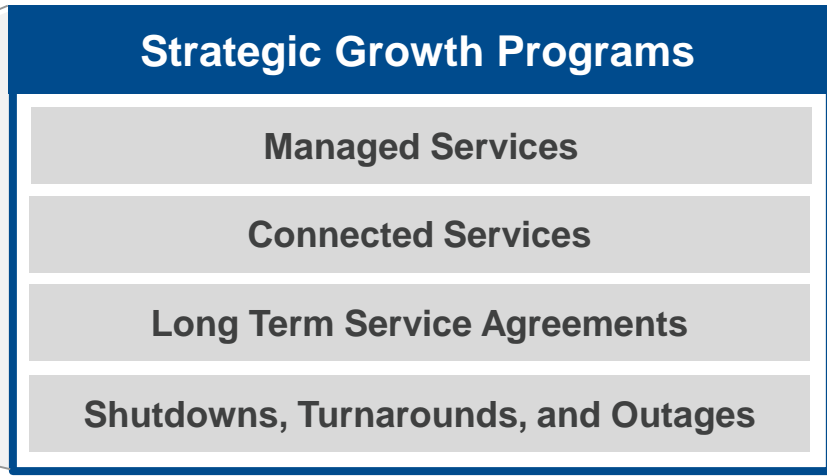 Strategic Growth Programs
Managed Services
Connected Services
Long Term Service Agreements
Shutdowns, Turnarounds, and Outages